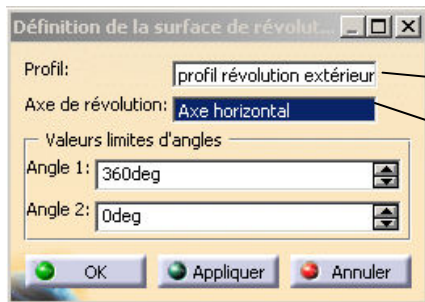 Définition de la surface de révolut...
Profil: profil révolution extérieur
Axe de révolution: Axe horizontal
Valeurs limites d'angles
Angle 1: 360deg
Angle 2: 0deg
OK Appliquer Annuler